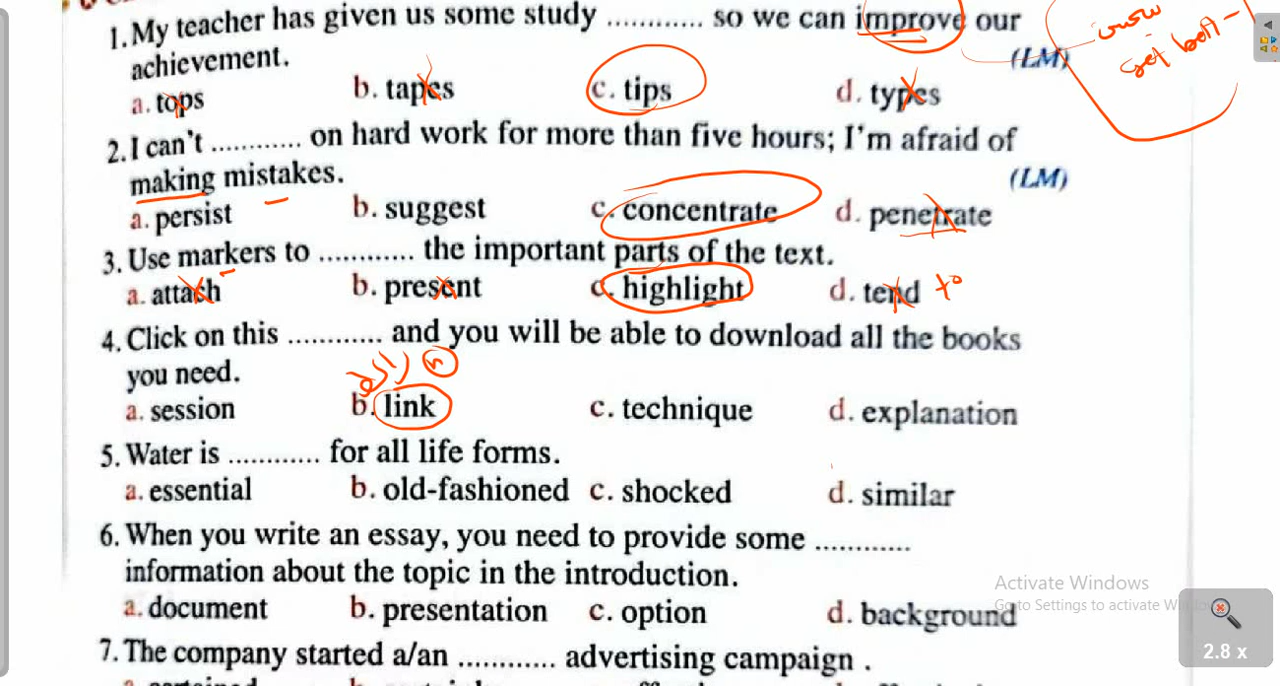 1. My teacher has given us some study ............ so we can improve our
achievement. (LM)
a. tops b. tapes c. tips d. types
get
2. I can't ............ on hard work for more than five hours; I'm afraid of
making mistakes. (LM)
a. persist b. suggest c. concentrate d. penetrate
3. Use markers to ............ the important parts of the text.
a. attach b. present c. highlight d. tend to
4. Click on this ............ and you will be able to download all the books
you need.
n
a. session b. link c. technique d. explanation
5. Water is ............ for all life forms.
a. essential b. old-fashioned c. shocked d. similar
6. When you write an essay, you need to provide some ............
information about the topic in the introduction.
a. document b. presentation c. option d. background
7. The company started a/an ............ advertising campaign .
Activate Windows
Go to Settings to activate
2.8 x